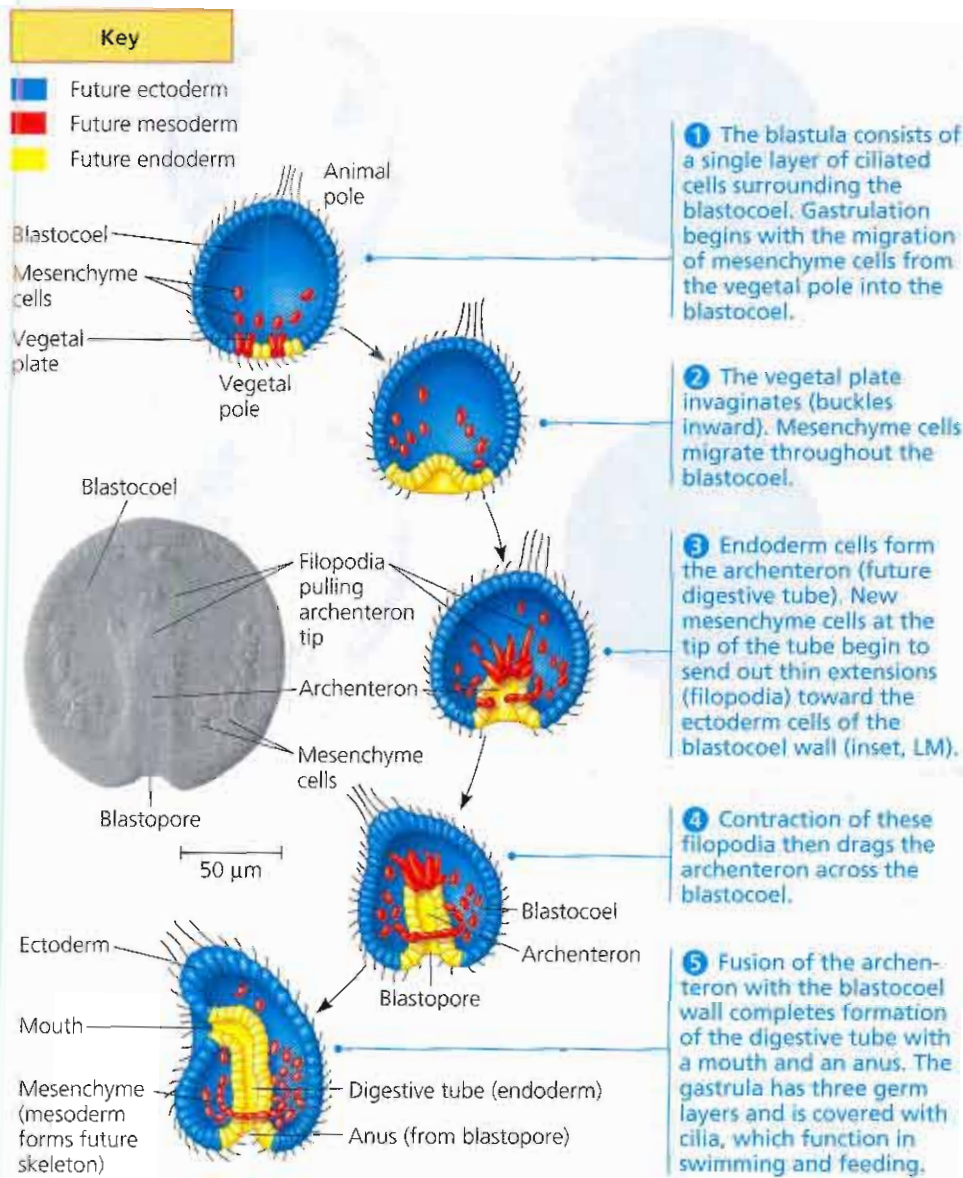 Key
Future ectoderm
Future mesoderm
Future endoderm
Animal
pole
Blastocoel
Mesenchyme
cells
Vegetal
plate
Vegetal
pole
1 The blastula consists of
a single layer of ciliated
cells surrounding the
blastocoel. Gastrulation
begins with the migration
of mesenchyme cells from
the vegetal pole into the
blastocoel.
2 The vegetal plate
invaginates (buckles
inward). Mesenchyme cells
migrate throughout the
blastocoel.
Blastocoel
Filopodia
pulling
archenteron
tip
Archenteron
Mesenchyme
cells
Blastopore
50 µm
3 Endoderm cells form
the archenteron (future
digestive tube). New
mesenchyme cells at the
tip of the tube begin to
send out thin extensions
(filopodia) toward the
ectoderm cells of the
blastocoel wall (inset, LM).
4 Contraction of these
filopodia then drags the
archenteron across the
blastocoel.
Blastocoel
Archenteron
Blastopore
Ectoderm
Mouth
Mesenchyme
(mesoderm
forms future
skeleton)
Digestive tube (endoderm)
Anus (from blastopore)
5 Fusion of the archen-
teron with the blastocoel
wall completes formation
of the digestive tube with
a mouth and an anus. The
gastrula has three germ
layers and is covered with
cilia, which function in
swimming and feeding.